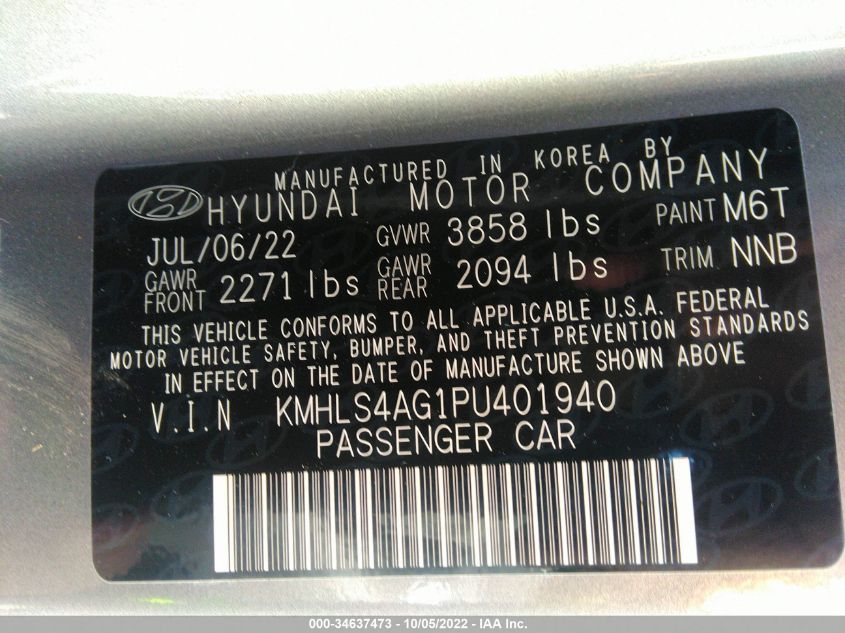 MANUFACTURED IN KOREA BY
HYUNDAI MOTOR COMPANY
JUL/06/22 GVWR 3858 lbs PAINT M6T
GAWR FRONT 2271 lbs GAWR REAR 2094 lbs TRIM NNB
THIS VEHICLE CONFORMS TO ALL APPLICABLE U.S.A. FEDERAL
MOTOR VEHICLE SAFETY, BUMPER, AND THEFT PREVENTION STANDARDS
IN EFFECT ON THE DATE OF MANUFACTURE SHOWN ABOVE
V.I.N KMHLS4AG1PU401940
PASSENGER CAR
000-34637473 - 10/05/2022 - IAA Inc.